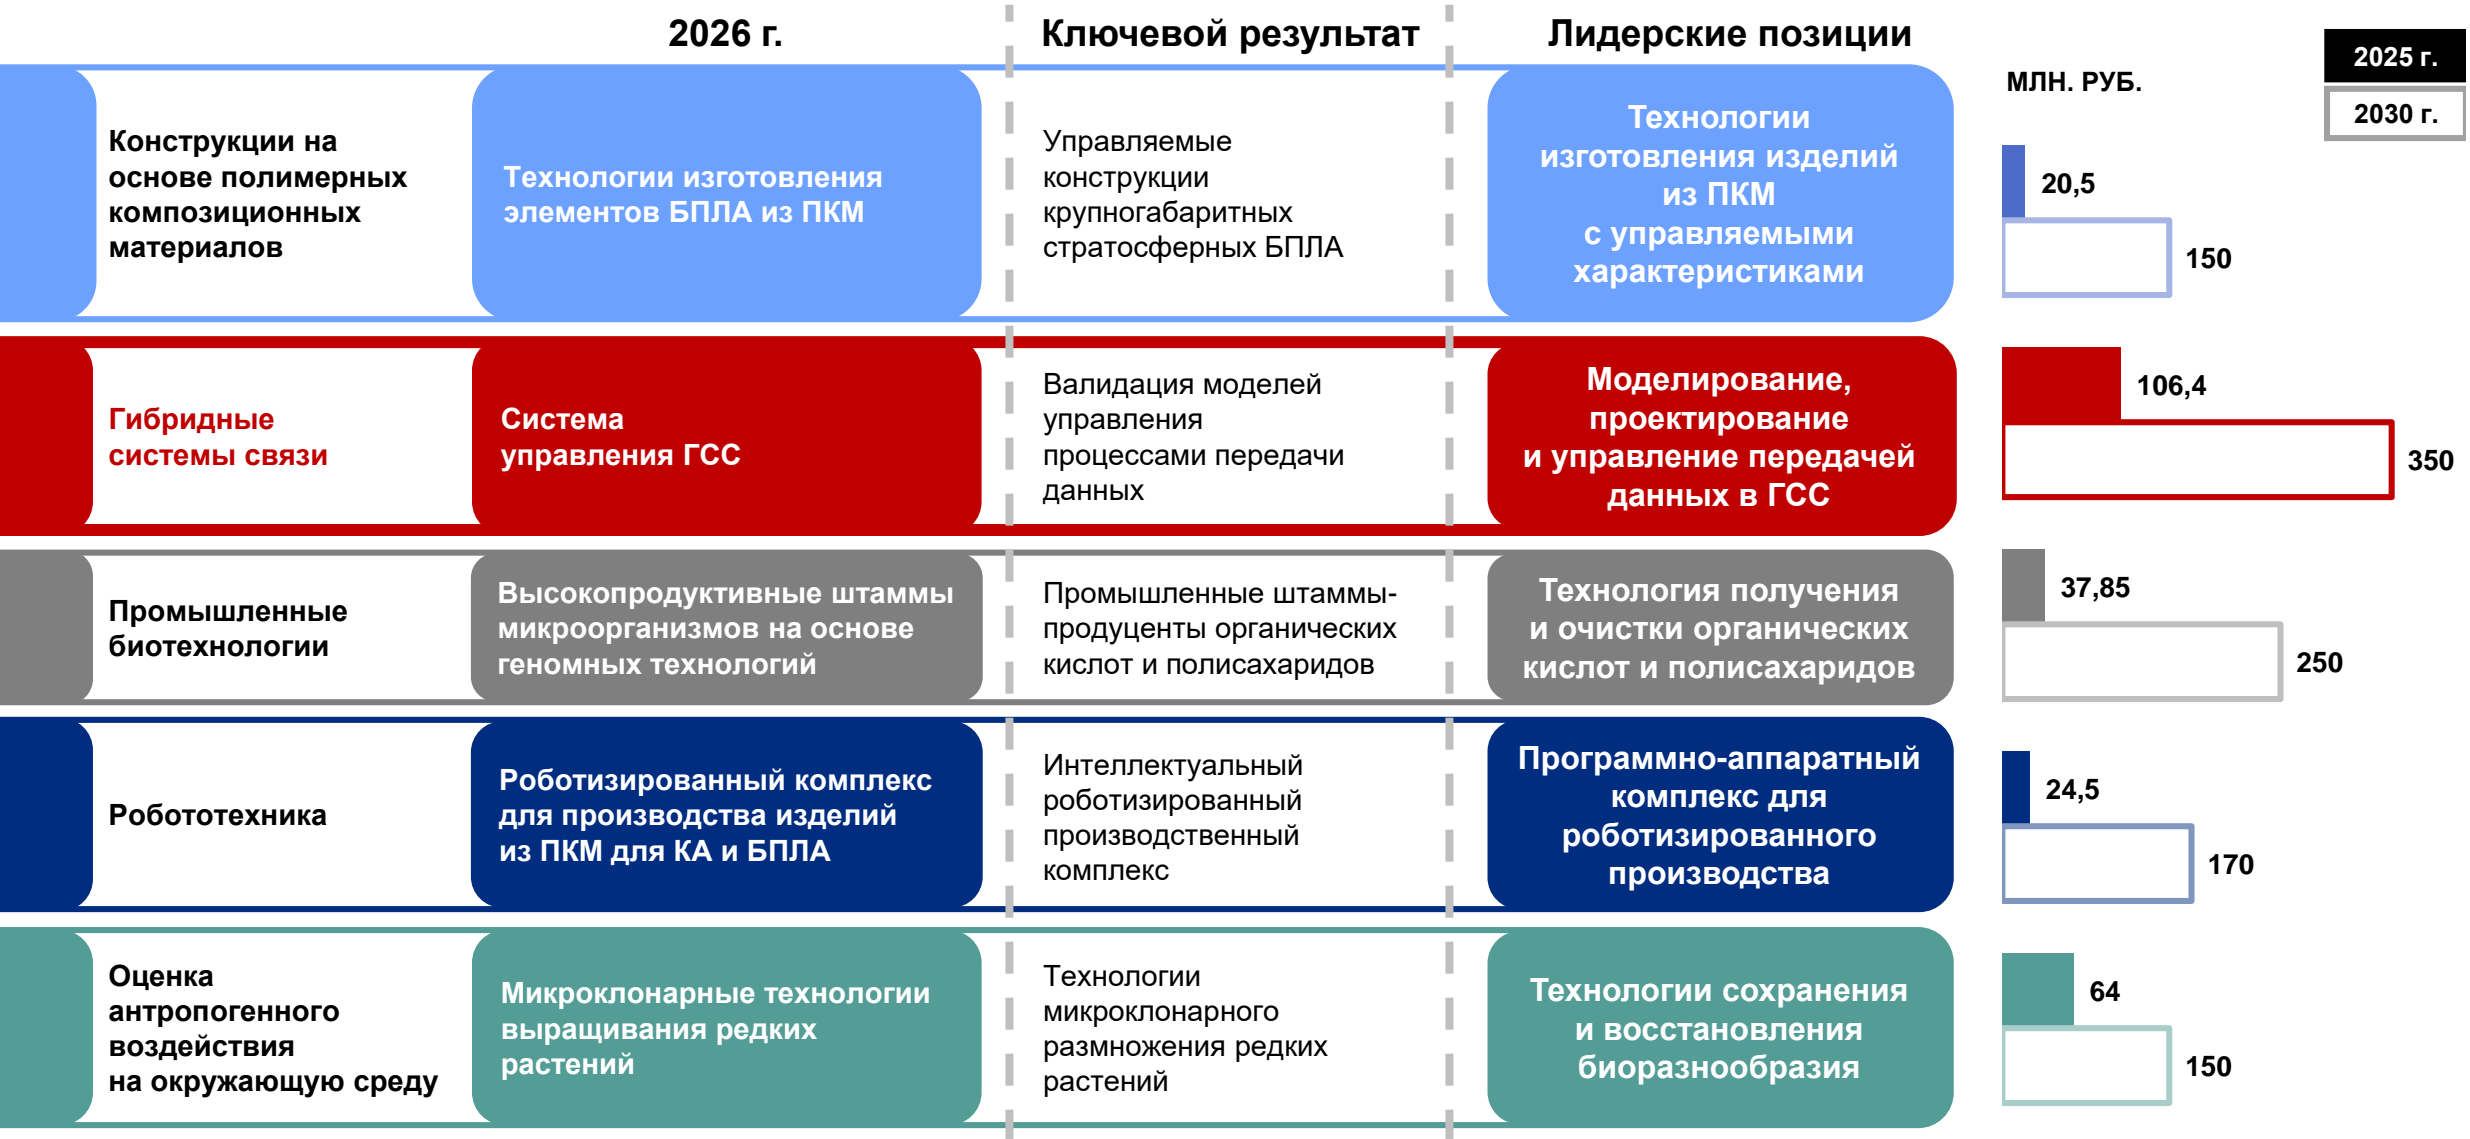 2026 г.
Ключевой результат
Лидерские позиции
2025 г.
2030 г.
МЛН. РУБ.
Конструкции на
основе полимерных
композиционных
материалов
Технологии изготовления
элементов БПЛА из ПКМ
Управляемые
конструкции
крупногабаритных
стратосферных БПЛА
Технологии
изготовления изделий
из ПКМ
с управляемыми
характеристиками
20,5
150
Гибридные
системы связи
Система
управления ГСС
Валидация моделей
управления
процессами передачи
данных
Моделирование,
проектирование
и управление передачей
данных в ГСС
106,4
350
Промышленные
биотехнологии
Высокопродуктивные штаммы
микроорганизмов на основе
геномных технологий
Промышленные штаммы-
продуценты органических
кислот и полисахаридов
Технология получения
и очистки органических
кислот и полисахаридов
37,85
250
Робототехника
Роботизированный комплекс
для производства изделий
из ПКМ для КА и БПЛА
Интеллектуальный
роботизированный
производственный
комплекс
Программно-аппаратный
комплекс для
роботизированного
производства
24,5
170
Оценка
антропогенного
воздействия
на окружающую среду
Микроклонарные технологии
выращивания редких
растений
Технологии
микроклонарного
размножения редких
растений
Технологии сохранения
и восстановления
биоразнообразия
64
150